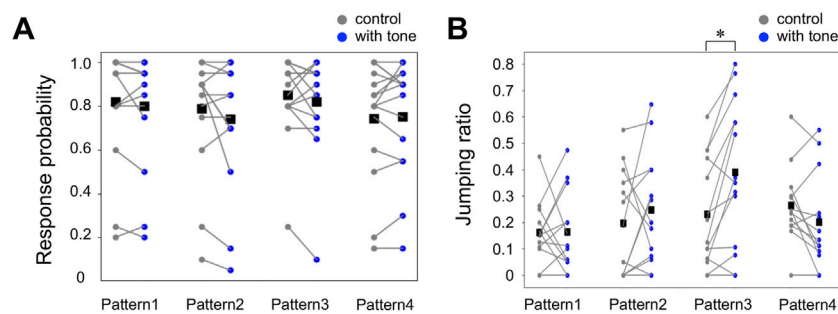 A
control
with tone
Response probability
1.0
0.8
0.6
0.4
0.2
0
Pattern1 Pattern2 Pattern3 Pattern4
B
control
with tone
*
Jumping ratio
0.8
0.7
0.6
0.5
0.4
0.3
0.2
0.1
0
Pattern1 Pattern2 Pattern3 Pattern4